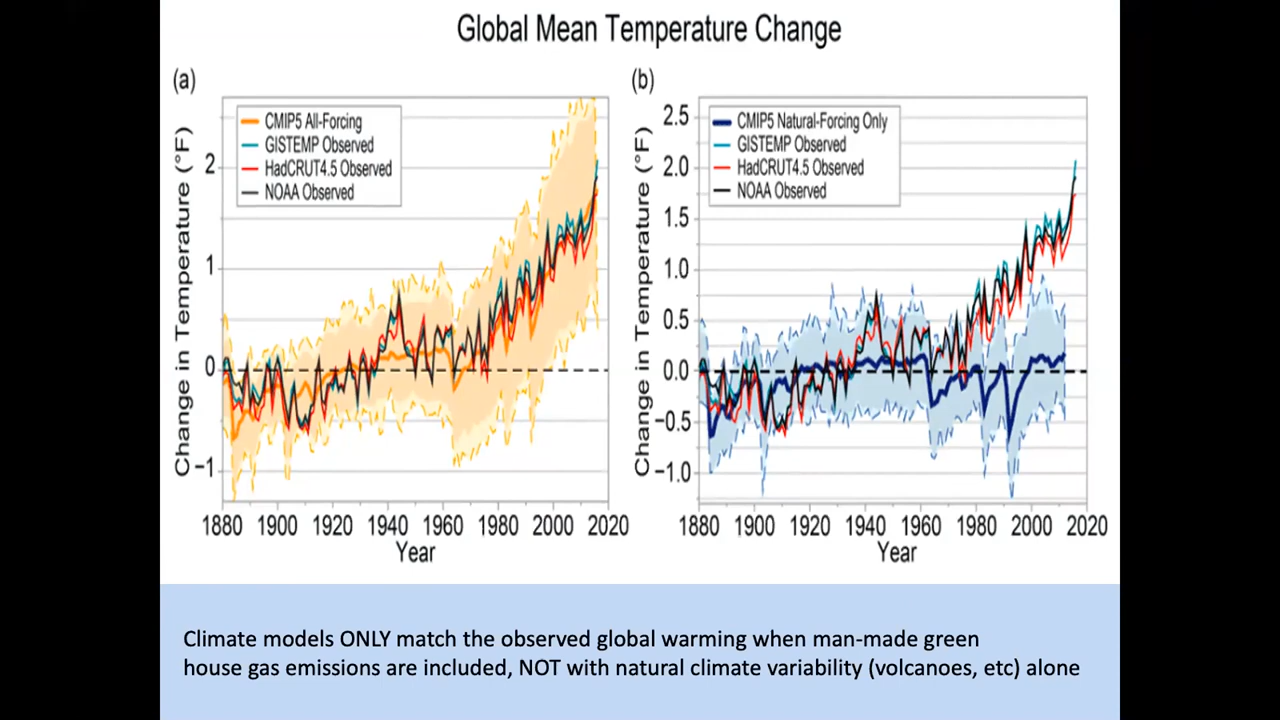 Global Mean Temperature Change
(a)
CMIP5 All-Forcing
GISTEMP Observed
HadCRUT4.5 Observed
NOAA Observed
Change in Temperature (°F)
2
1
0
−1
1880 1900 1920 1940 1960 1980 2000 2020
Year
(b)
CMIP5 Natural-Forcing Only
GISTEMP Observed
HadCRUT4.5 Observed
NOAA Observed
Change in Temperature (°F)
2.5
2.0
1.5
1.0
0.5
0.0
−0.5
−1.0
1880 1900 1920 1940 1960 1980 2000 2020
Year
Climate models ONLY match the observed global warming when man-made green
house gas emissions are included, NOT with natural climate variability (volcanoes, etc) alone